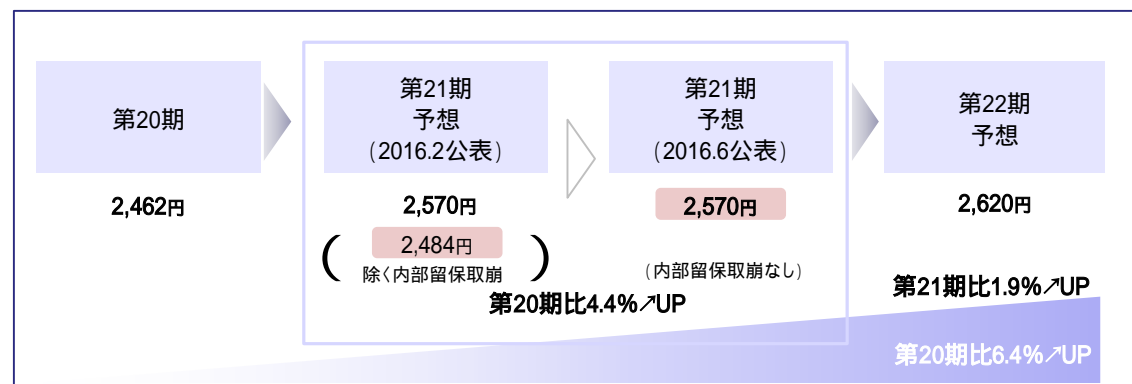 第20期
2,462円
第21期
予想
(2016.2公表)
2,570円
(2,484円)
除く内部留保取崩
第21期
予想
(2016.6公表)
2,570円
(内部留保取崩なし)
第20期比4.4%↗UP
第22期
予想
2,620円
第21期比1.9%↗UP
第20期比6.4%↗UP